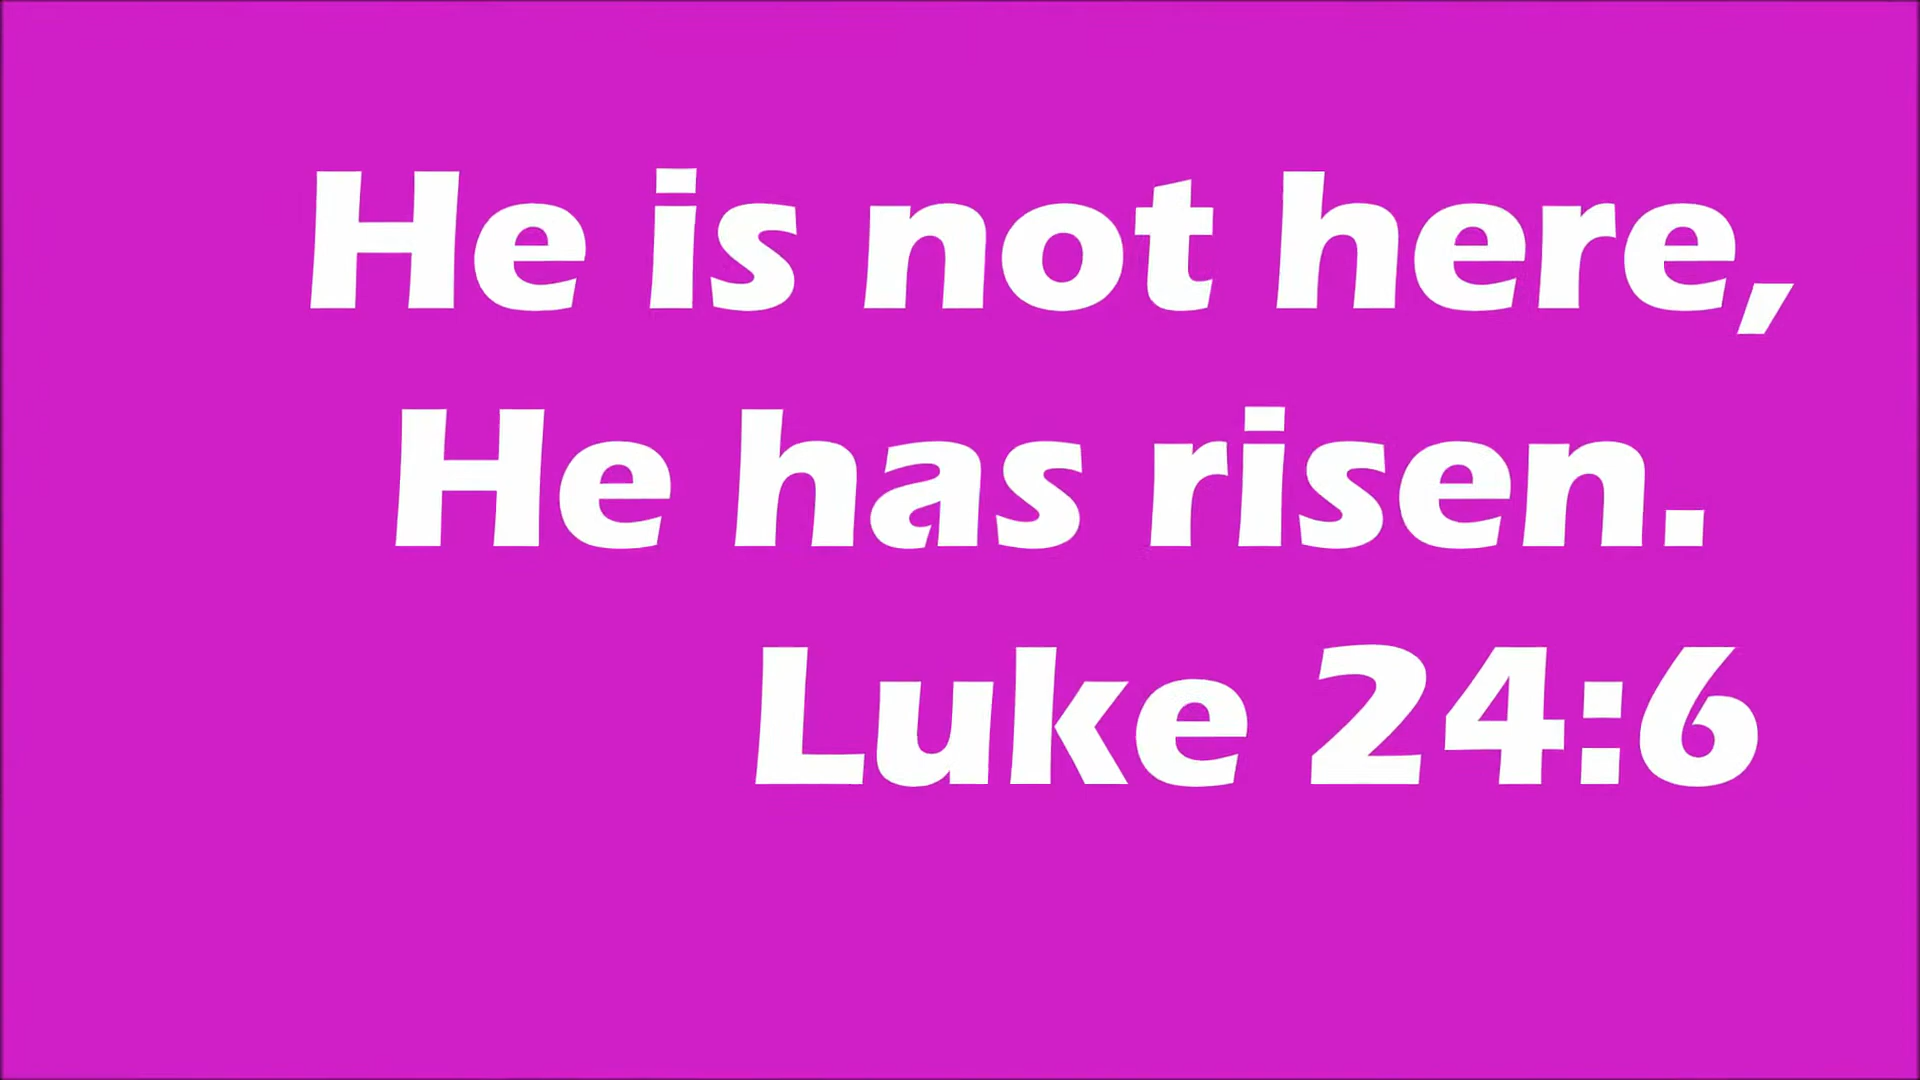 He is not here,
He has risen.
Luke 24:6